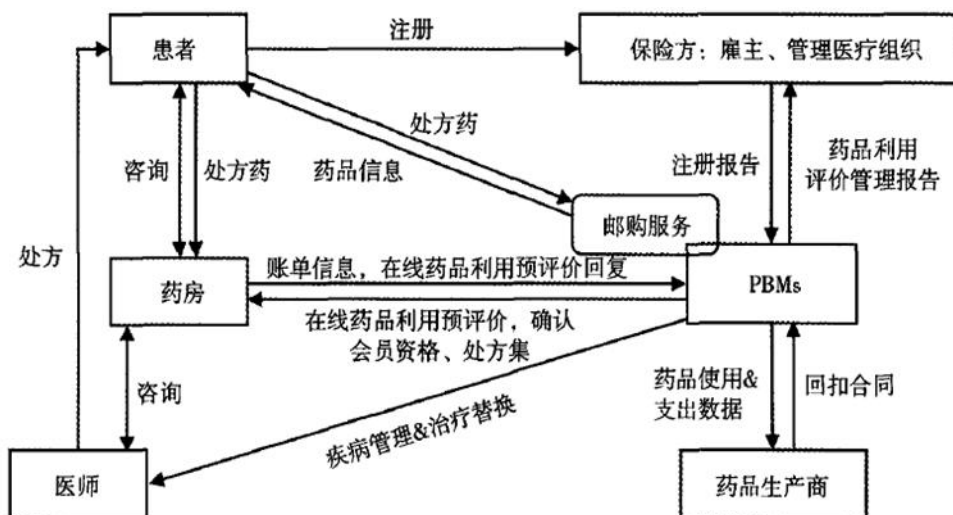 患者
注册
保险方：雇主、管理医疗组织
处方药
咨询
处方药
药品信息
注册报告
药品利用
评价管理报告
邮购服务
处方
药房
账单信息，在线药品利用预评价回复
PBMs
在线药品利用预评价，确认
会员资格、处方集
咨询
药品使用&
支出数据
回扣合同
疾病管理&治疗替换
医师
药品生产商